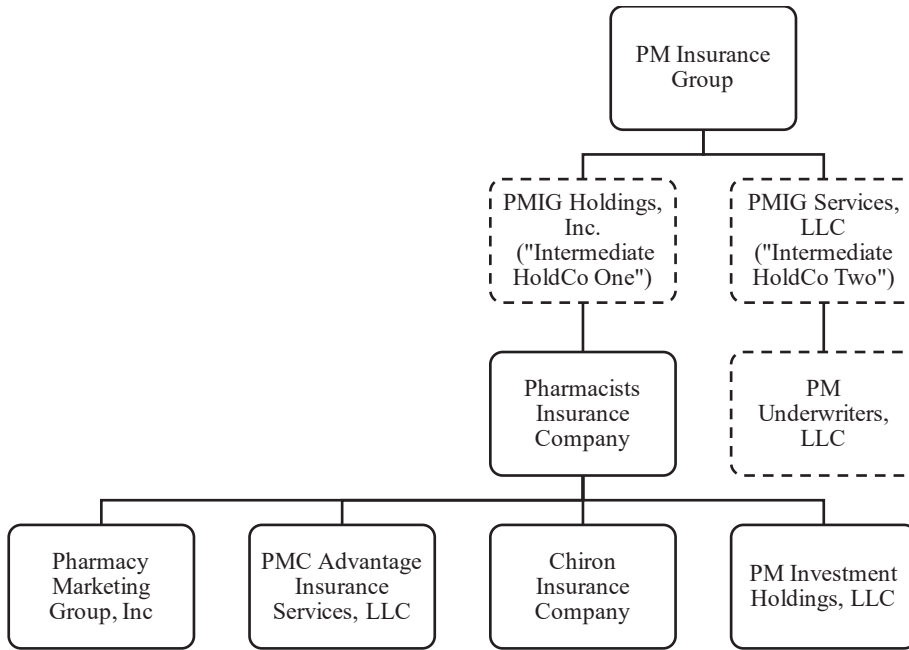 PM Insurance
Group
PMIG Holdings,
Inc.
("Intermediate
HoldCo One")
PMIG Services,
LLC
("Intermediate
HoldCo Two")
Pharmacists
Insurance
Company
PM
Underwriters,
LLC
Pharmacy
Marketing
Group, Inc
PMC Advantage
Insurance
Services, LLC
Chiron
Insurance
Company
PM Investment
Holdings, LLC